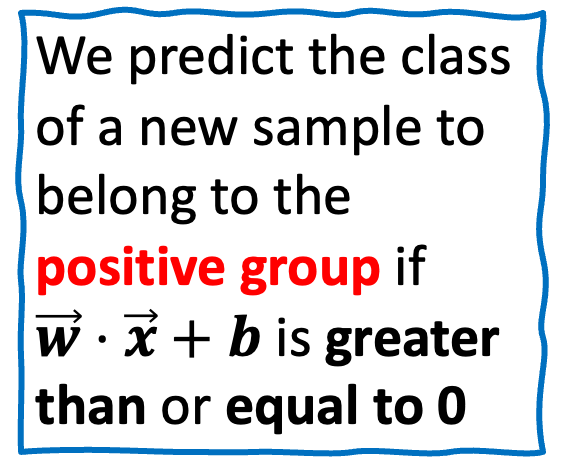 We predict the class
of a new sample to
belong to the
positive group if
w⃗ · x⃗ + b is greater
than or equal to 0